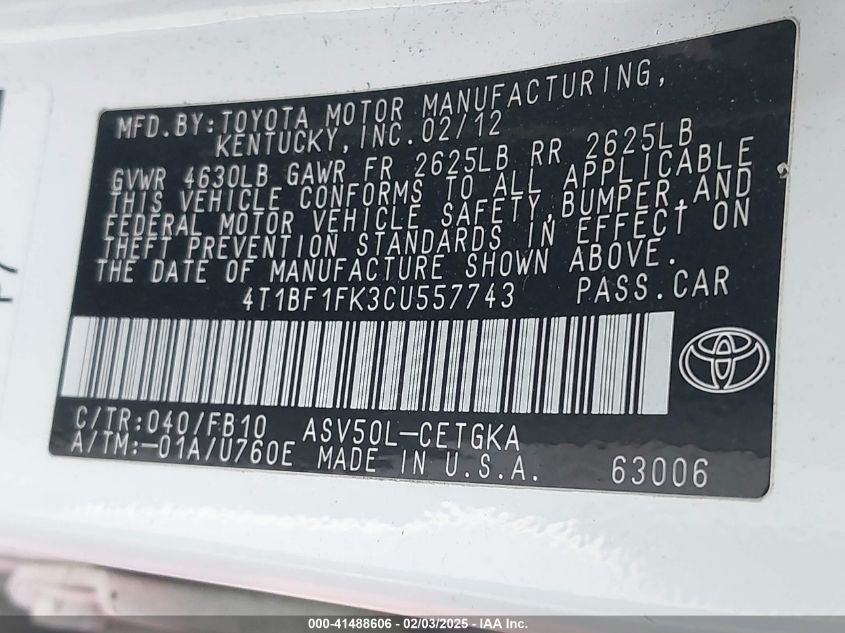 MFD.BY:TOYOTA MOTOR MANUFACTURING,
KENTUCKY,INC.02/12
GVWR 4630LB GAWR FR 2625LB RR 2625LB
THIS VEHICLE CONFORMS TO ALL APPLICABLE
FEDERAL MOTOR VEHICLE SAFETY,BUMPER,AND
THEFT PREVENTION STANDARDS IN EFFECT ON
THE DATE OF MANUFACTURE SHOWN ABOVE.
4T1BF1FK3CU557743 PASS.CAR
C/TR:040/FB10 ASV50L-CETGKA
A/TM:-01A/U760E MADE IN U.S.A. 63006
000-41488606 - 02/03/2025 - IAA Inc.